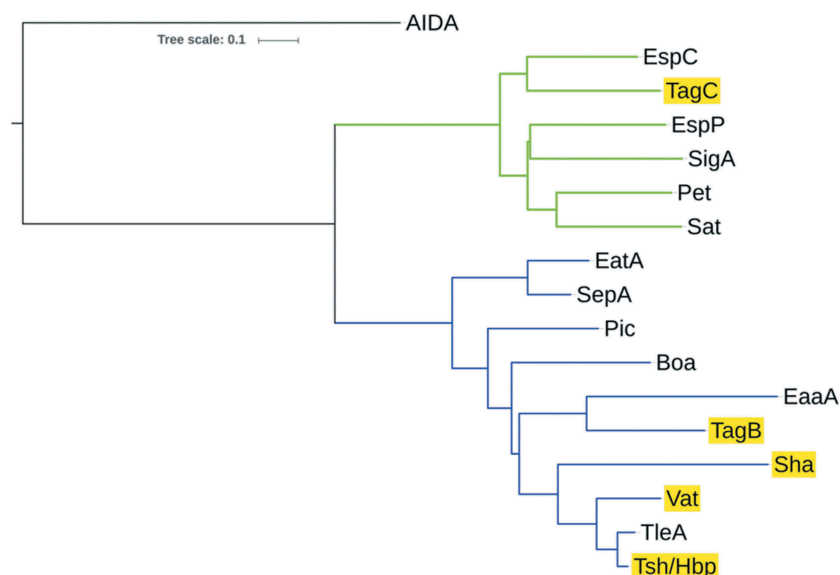 AIDA
Tree scale: 0.1
EspC
TagC
EspP
SigA
Pet
Sat
EatA
SepA
Pic
Boa
EaaA
TagB
Sha
Vat
TleA
Tsh/Hbp